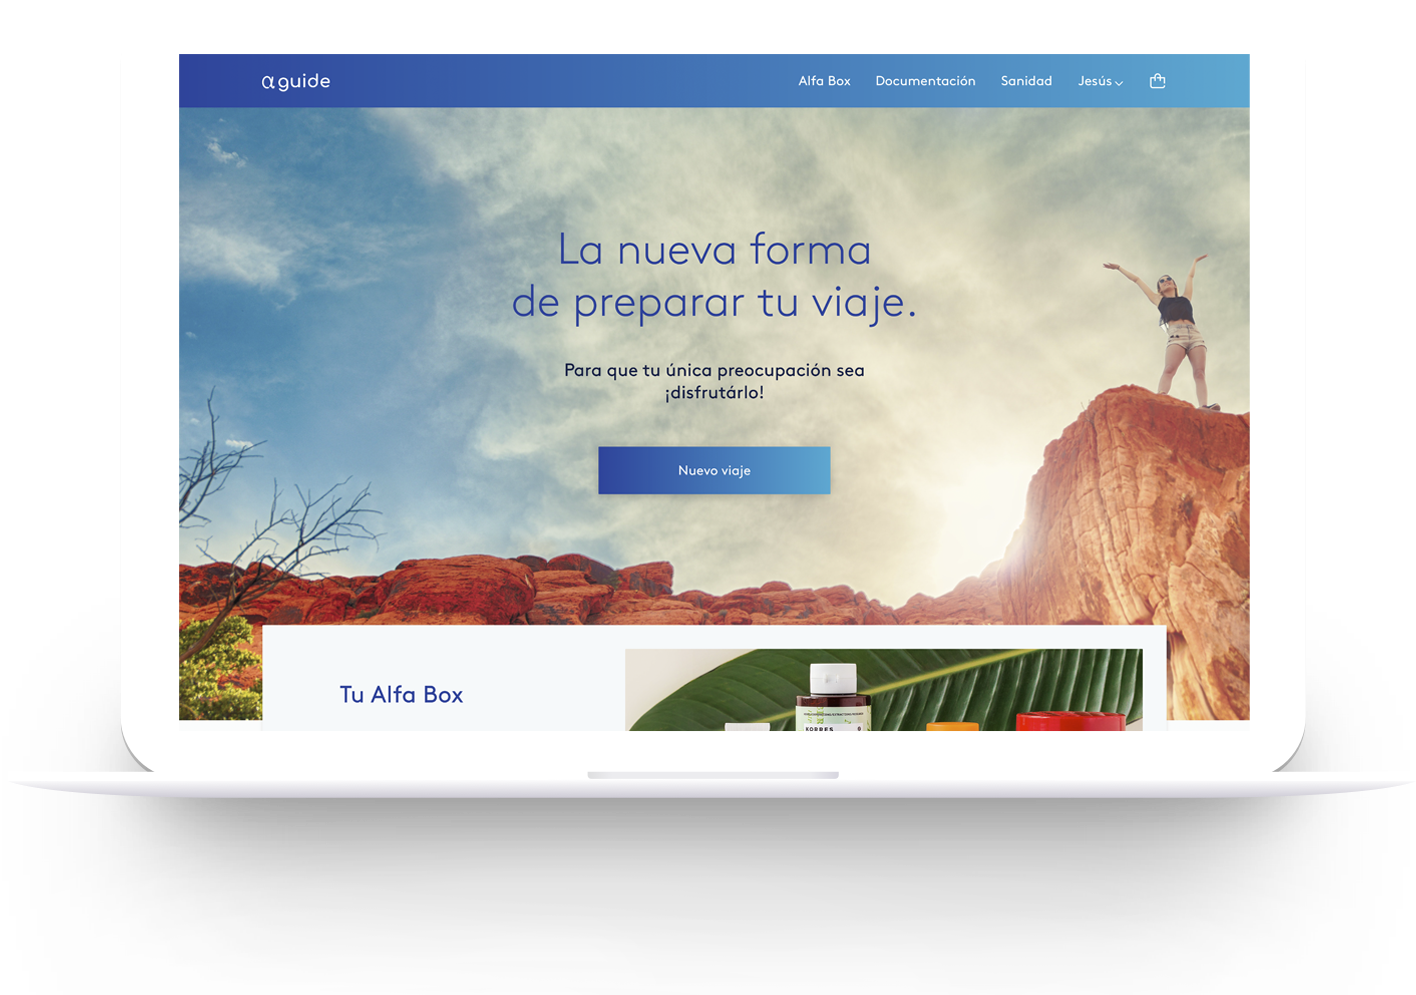 αguide
Alfa Box
Documentación
Sanidad
Jesús
La nueva forma
de preparar tu viaje.
Para que tu única preocupación sea
¡disfrutárlo!
Nuevo viaje
Tu Alfa Box
KORRES